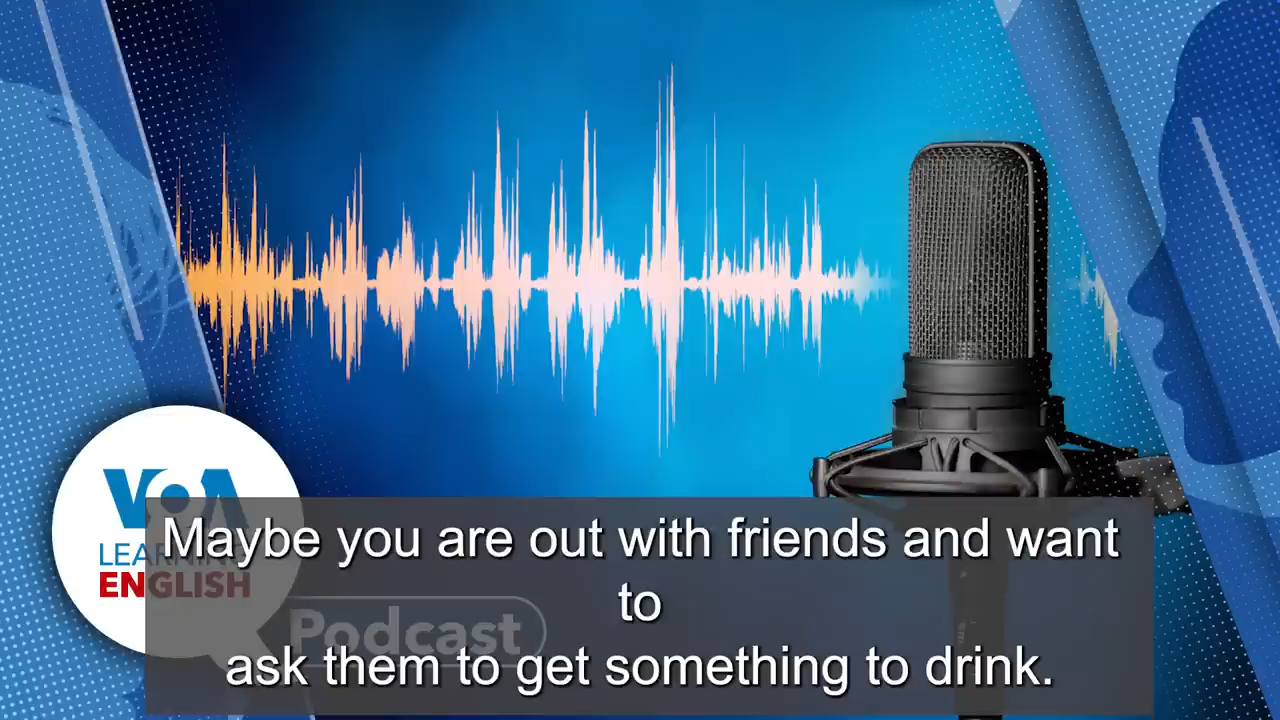 VOA
LEARNING
ENGLISH
Podcast
Maybe you are out with friends and want
to
ask them to get something to drink.